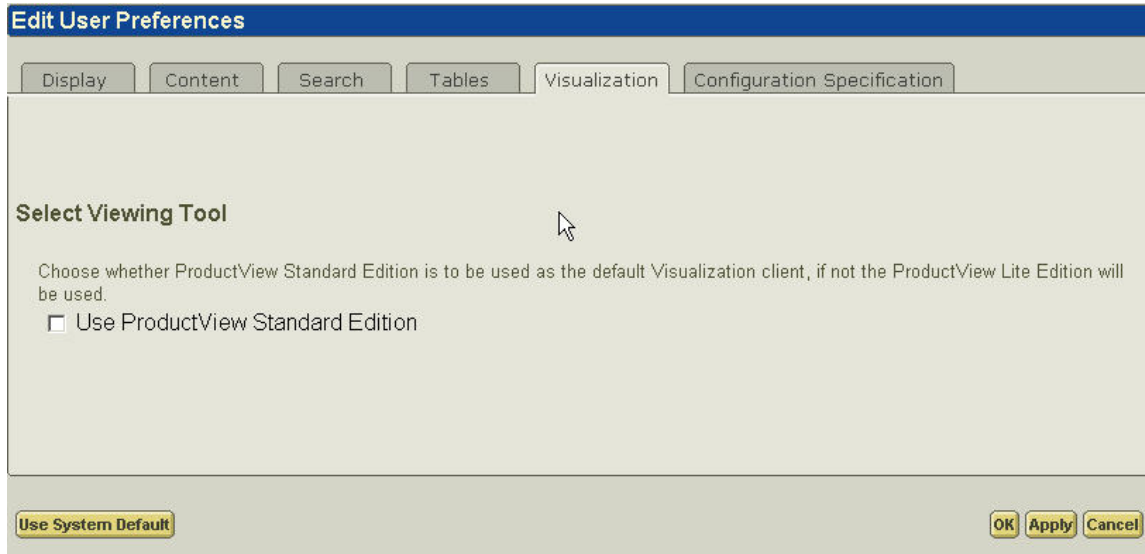 Edit User Preferences
Display Content Search Tables Visualization Configuration Specification
Select Viewing Tool
Choose whether ProductView Standard Edition is to be used as the default Visualization client, if not the ProductView Lite Edition will
be used.
Use ProductView Standard Edition
Use System Default OK Apply Cancel